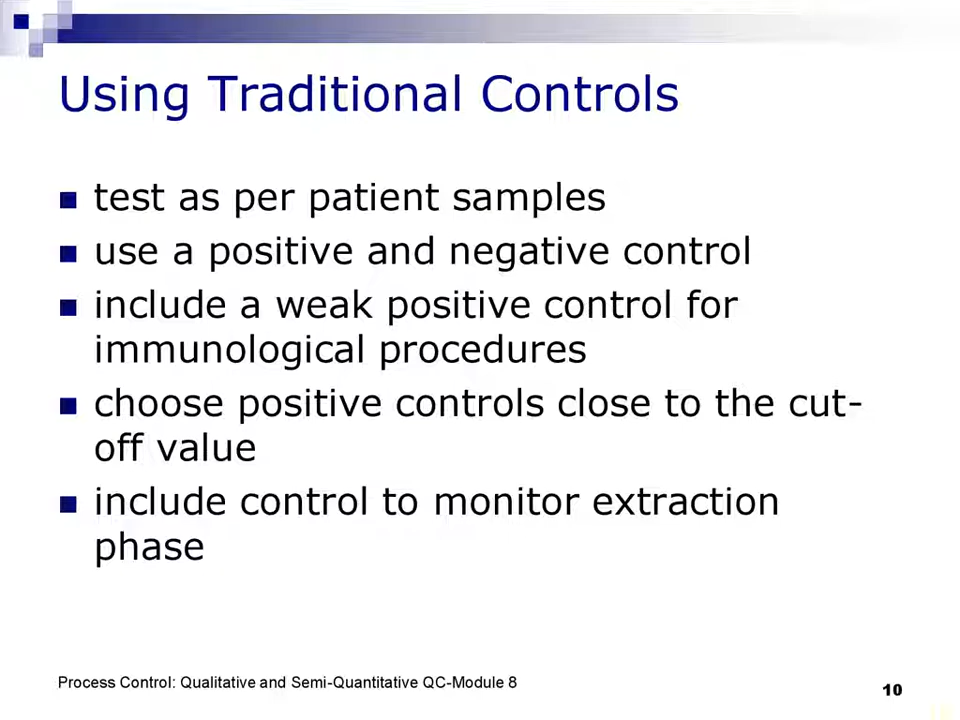 Using Traditional Controls
test as per patient samples
use a positive and negative control
include a weak positive control for
immunological procedures
choose positive controls close to the cut-
off value
include control to monitor extraction
phase
Process Control: Qualitative and Semi-Quantitative QC-Module 8
10